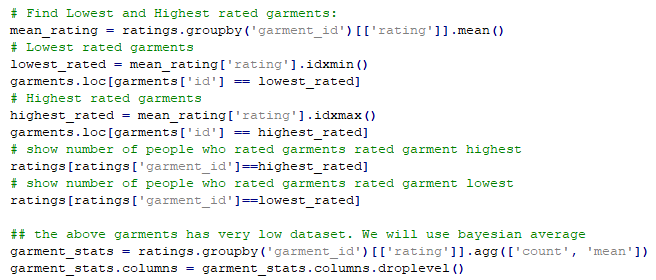 # Find Lowest and Highest rated garments:
mean_rating = ratings.groupby('garment_id')[['rating']].mean()
# Lowest rated garments
lowest_rated = mean_rating['rating'].idxmin()
garments.loc[garments['id'] == lowest_rated]
# Highest rated garments
highest_rated = mean_rating['rating'].idxmax()
garments.loc[garments['id'] == highest_rated]
# show number of people who rated garments rated garment highest
ratings[ratings['garment_id']==highest_rated]
# show number of people who rated garments rated garment lowest
ratings[ratings['garment_id']==lowest_rated]
## the above garments has very low dataset. We will use bayesian average
garment_stats = ratings.groupby('garment_id')[['rating']].agg(['count', 'mean'])
garment_stats.columns = garment_stats.columns.droplevel()